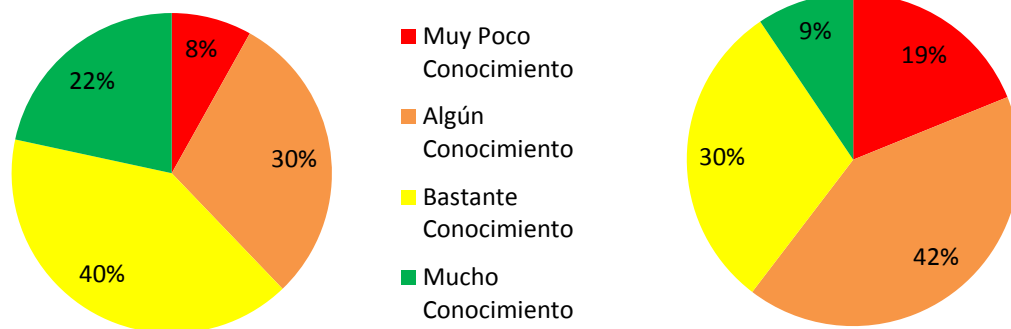 8%
22%
30%
40%
Muy Poco
Conocimiento
Algún
Conocimiento
Bastante
Conocimiento
Mucho
Conocimiento
9%
19%
30%
42%